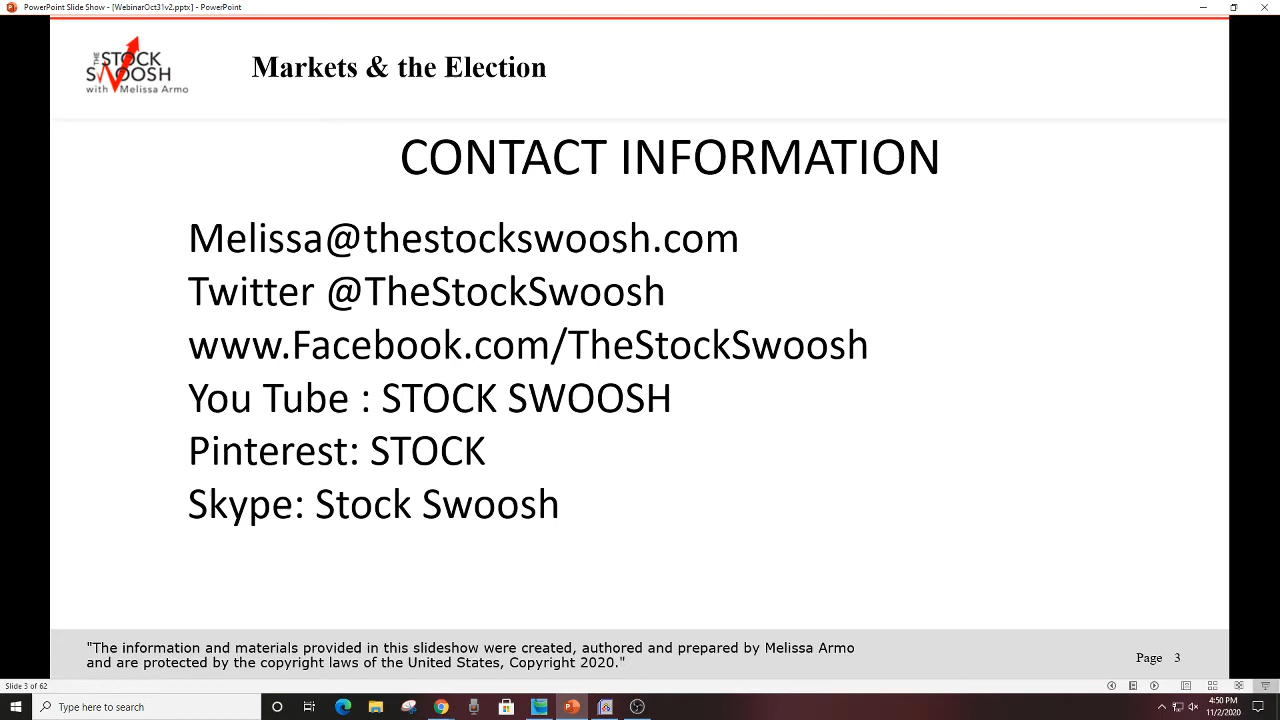 PowerPoint Slide Show - [WebinarOct31v2.pptx] - PowerPoint
THE
STOCK
SWOOSH
with Melissa Armo
Markets & the Election
CONTACT INFORMATION
Melissa@thestockswoosh.com
Twitter @TheStockSwoosh
www.Facebook.com/TheStockSwoosh
You Tube : STOCK SWOOSH
Pinterest: STOCK
Skype: Stock Swoosh
"The information and materials provided in this slideshow were created, authored and prepared by Melissa Armo
and are protected by the copyright laws of the United States, Copyright 2020."
Page 3
Slide 3 of 62
Type here to search
4:50 PM
11/2/2020